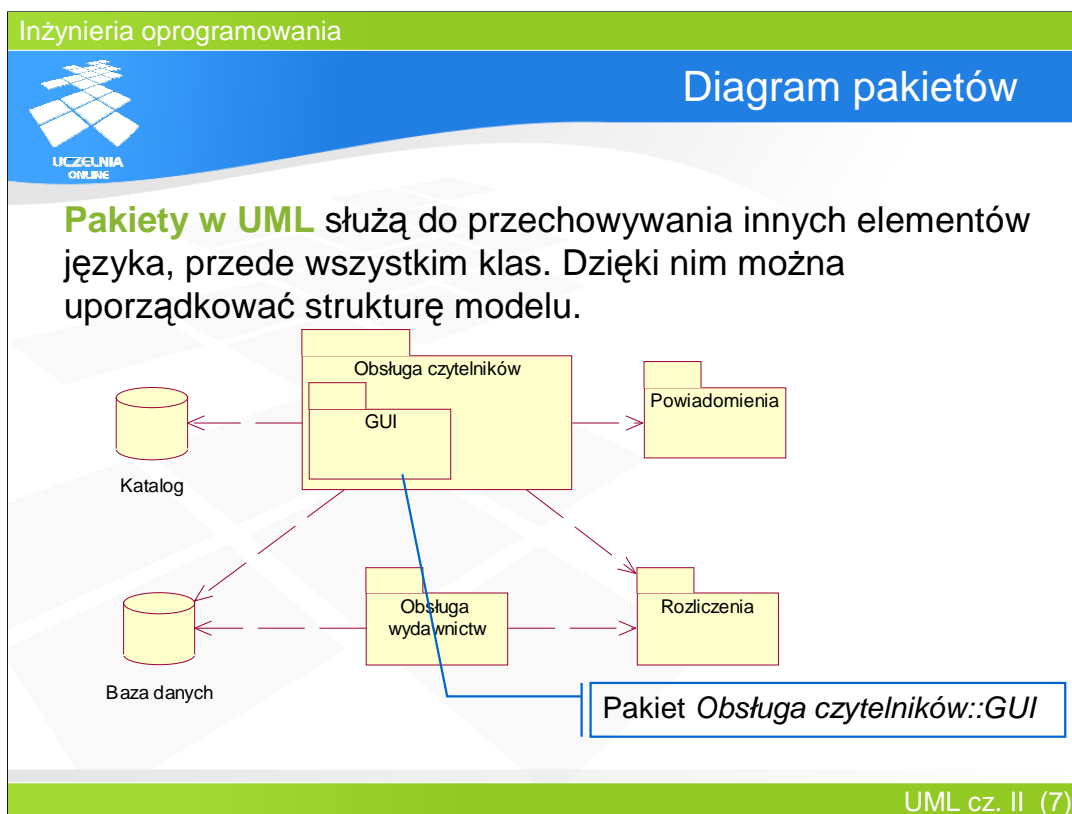 Inżynieria oprogramowania
Diagram pakietów
UCZELNIA
ONLINE
Pakiety w UML służą do przechowywania innych elementów
języka, przede wszystkim klas. Dzięki nim można
uporządkować strukturę modelu.
Obsługa czytelników
GUI
Powiadomienia
Katalog
Obsługa
wydawnictw
Rozliczenia
Baza danych
Pakiet Obsługa czytelników::GUI
UML cz. II (7)